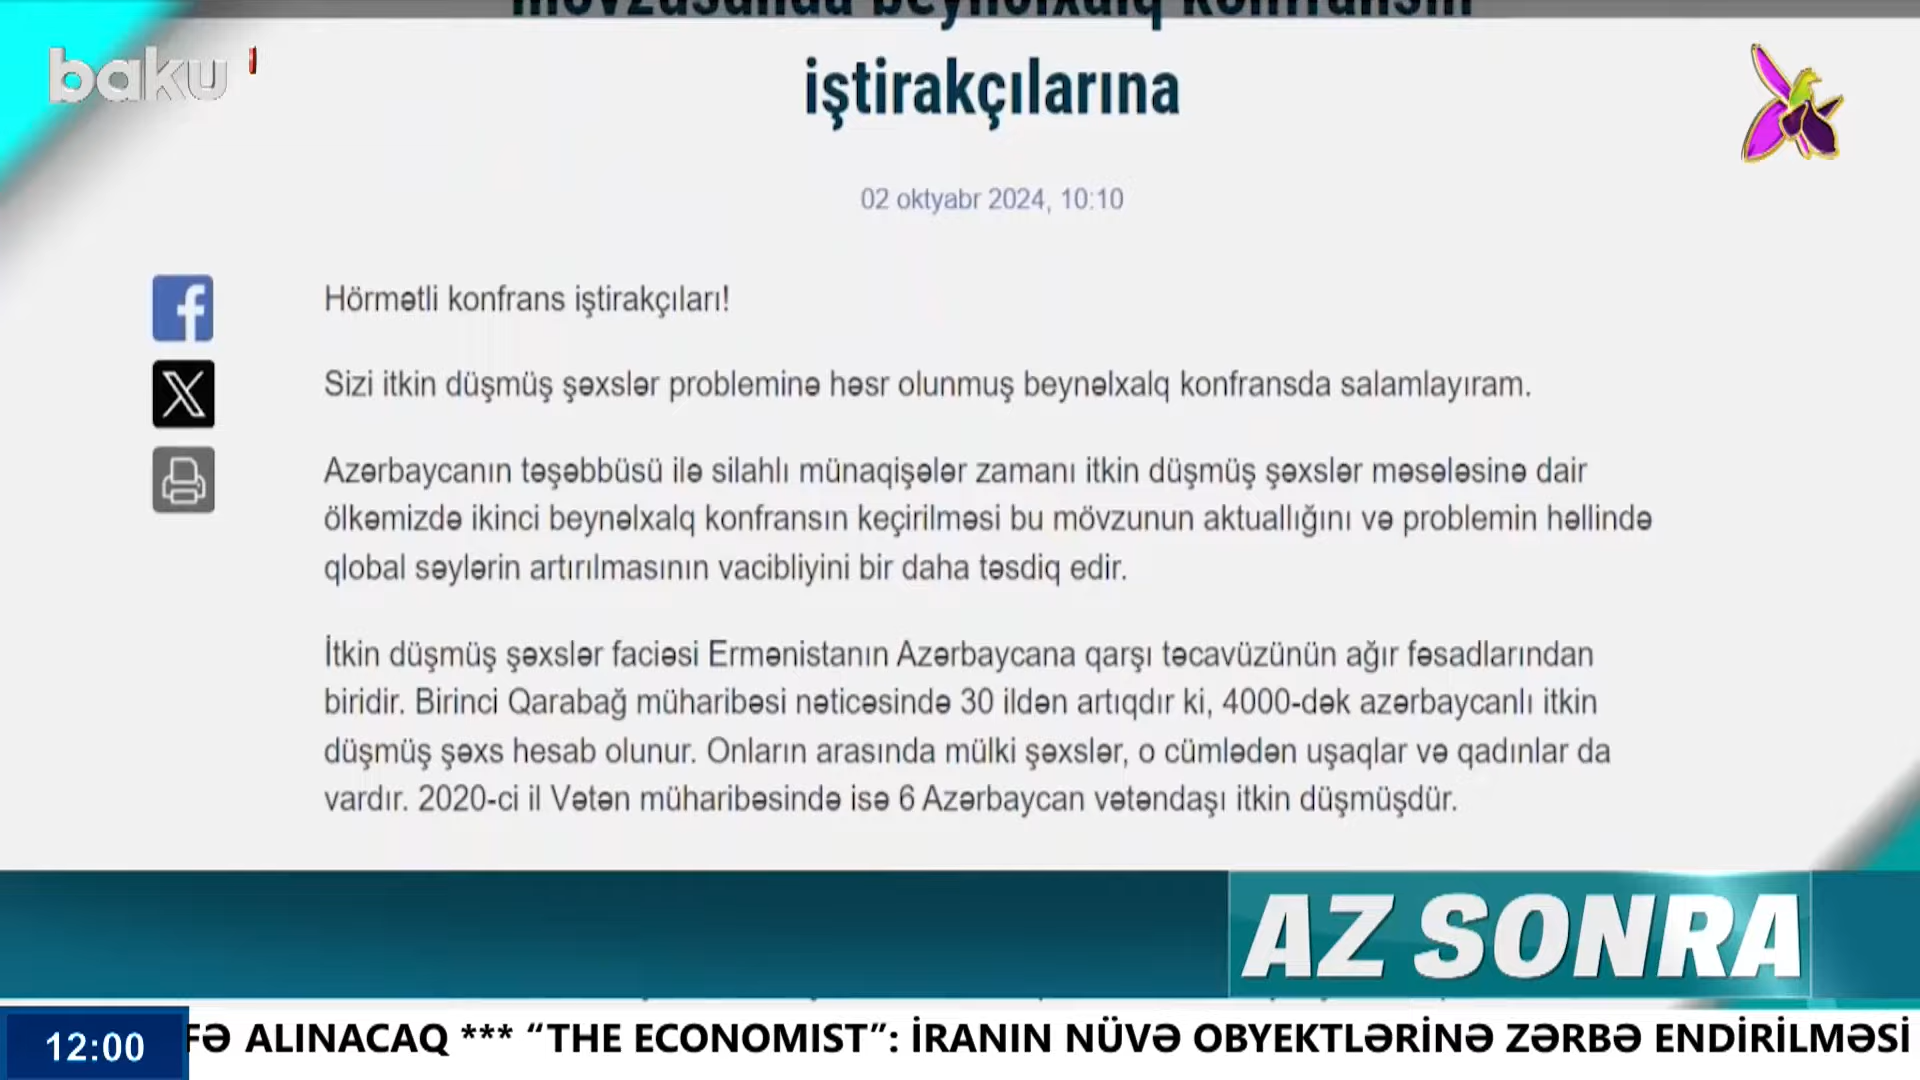 mövzusunda beynəlxalq konfransın
iştirakçılarına
baku
02 oktyabr 2024, 10:10
Hörmətli konfrans iştirakçıları!
Sizi itkin düşmüş şəxslər probleminə həsr olunmuş beynəlxalq konfransda salamlayıram.
Azərbaycanın təşəbbüsü ilə silahlı münaqişələr zamanı itkin düşmüş şəxslər məsələsinə dair
ölkəmizdə ikinci beynəlxalq konfransın keçirilməsi bu mövzunun aktuallığını və problemin həllində
qlobal səylərin artırılmasının vacibliyini bir daha təsdiq edir.
İtkin düşmüş şəxslər faciəsi Ermənistanın Azərbaycana qarşı təcavüzünün ağır fəsadlarından
biridir. Birinci Qarabağ müharibəsi nəticəsində 30 ildən artıqdır ki, 4000-dək azərbaycanlı itkin
düşmüş şəxs hesab olunur. Onların arasında mülki şəxslər, o cümlədən uşaqlar və qadınlar da
vardır. 2020-ci il Vətən müharibəsində isə 6 Azərbaycan vətəndaşı itkin düşmüşdür.
AZ SONRA
12:00
FƏ ALINACAQ *** “THE ECONOMIST”: İRANIN NÜVƏ OBYEKTLƏRİNƏ ZƏRBƏ ENDİRİLMƏSİ